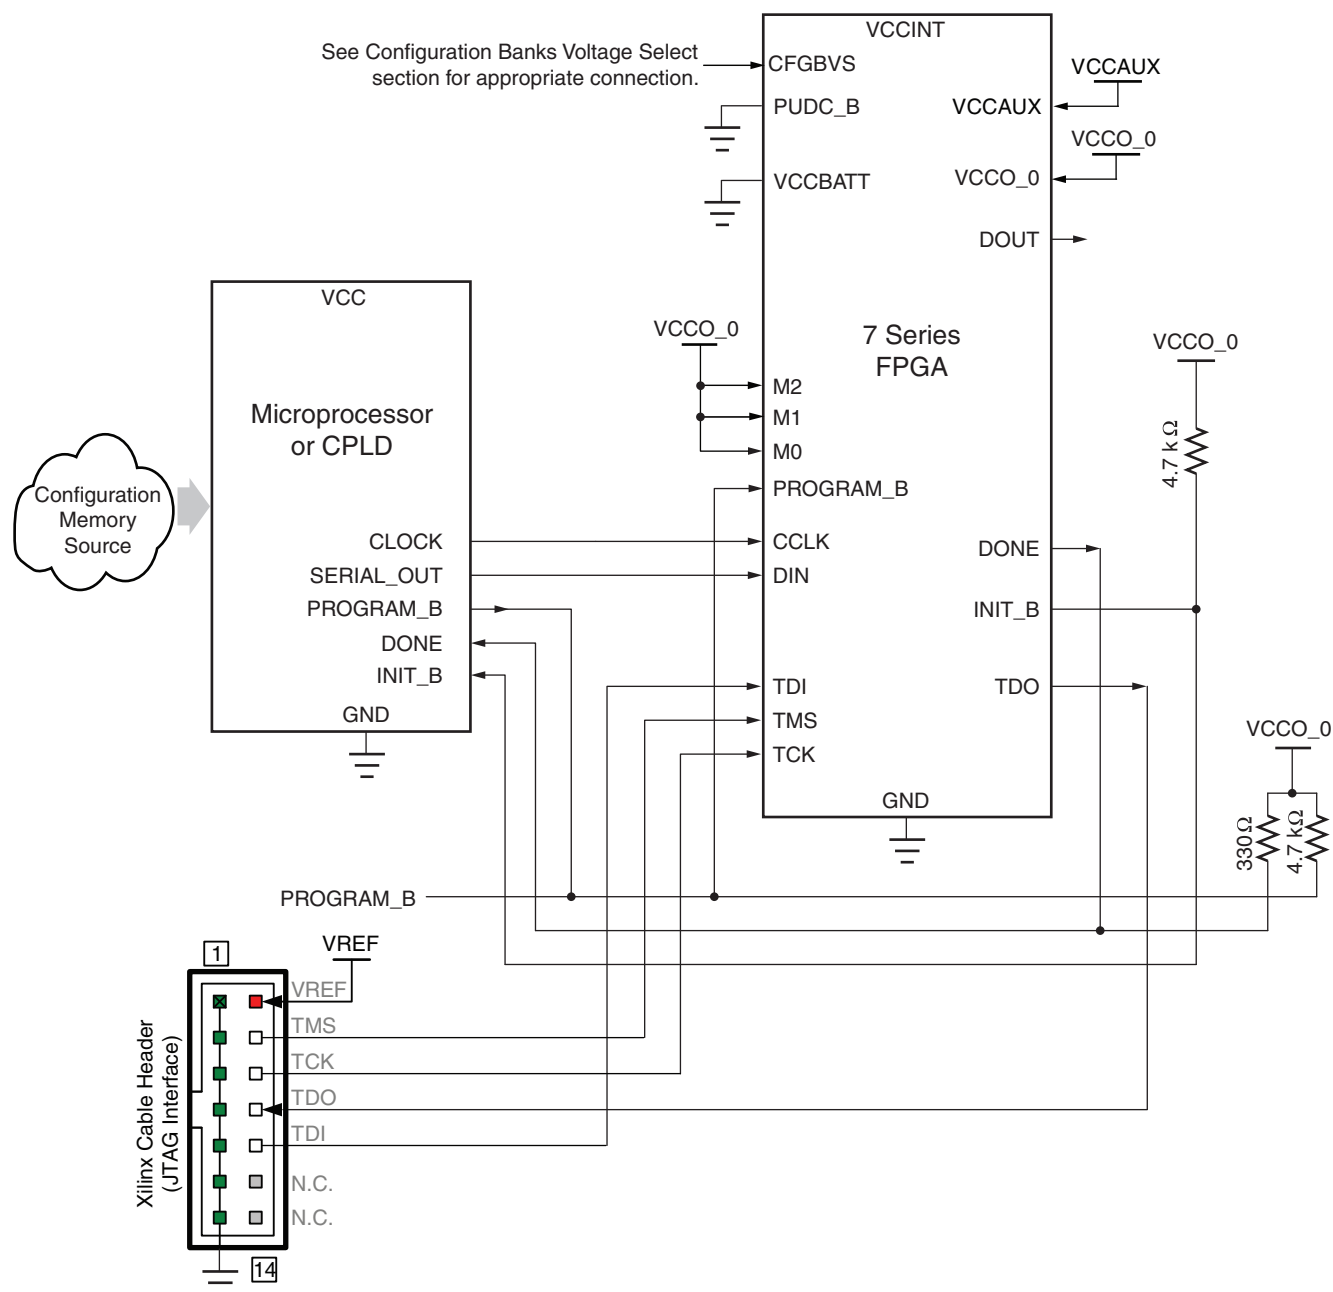 VCCINT
See Configuration Banks Voltage Select
section for appropriate connection.
CFGBVS
VCCAUX
PUDC_B
VCCAUX
VCCO_0
VCCBATT
VCCO_0
DOUT
VCC
VCCO_0
7 Series
FPGA
VCCO_0
M2
Microprocessor
or CPLD
M1
M0
4.7 k Ω
Configuration
Memory
Source
PROGRAM_B
CLOCK
CCLK
DONE
SERIAL_OUT
DIN
PROGRAM_B
INIT_B
DONE
INIT_B
TDI
TDO
GND
TMS
VCCO_0
TCK
GND
330Ω
4.7 kΩ
PROGRAM_B
1
VREF
VREF
TMS
TCK
TDO
TDI
N.C.
N.C.
Xilinx Cable Header
(JTAG Interface)
14